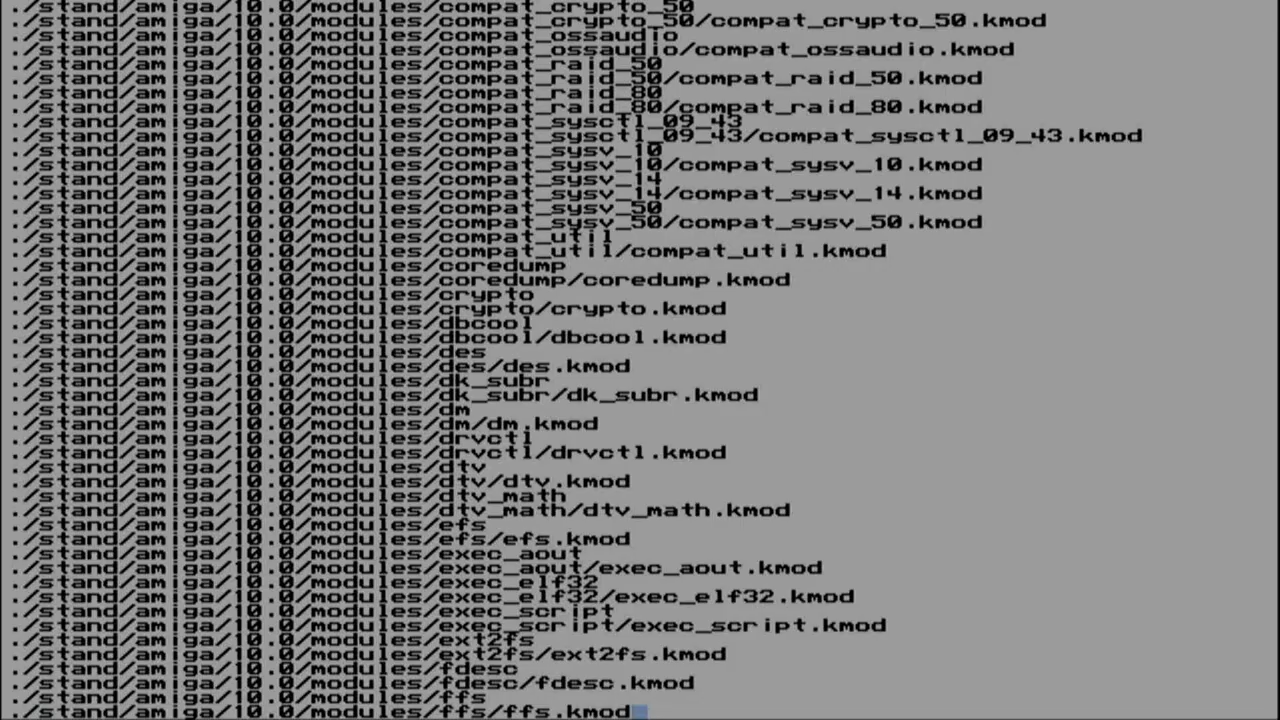 ./stand/amiga/10.0/modules/compat_crypto_50
./stand/amiga/10.0/modules/compat_crypto_50/compat_crypto_50.kmod
./stand/amiga/10.0/modules/compat_ossaudio
./stand/amiga/10.0/modules/compat_ossaudio/compat_ossaudio.kmod
./stand/amiga/10.0/modules/compat_raid_50
./stand/amiga/10.0/modules/compat_raid_50/compat_raid_50.kmod
./stand/amiga/10.0/modules/compat_raid_80
./stand/amiga/10.0/modules/compat_raid_80/compat_raid_80.kmod
./stand/amiga/10.0/modules/compat_sysctl_09_43
./stand/amiga/10.0/modules/compat_sysctl_09_43/compat_sysctl_09_43.kmod
./stand/amiga/10.0/modules/compat_sysv_10
./stand/amiga/10.0/modules/compat_sysv_10/compat_sysv_10.kmod
./stand/amiga/10.0/modules/compat_sysv_14
./stand/amiga/10.0/modules/compat_sysv_14/compat_sysv_14.kmod
./stand/amiga/10.0/modules/compat_sysv_50
./stand/amiga/10.0/modules/compat_sysv_50/compat_sysv_50.kmod
./stand/amiga/10.0/modules/compat_util
./stand/amiga/10.0/modules/compat_util/compat_util.kmod
./stand/amiga/10.0/modules/coredump
./stand/amiga/10.0/modules/coredump/coredump.kmod
./stand/amiga/10.0/modules/crypto
./stand/amiga/10.0/modules/crypto/crypto.kmod
./stand/amiga/10.0/modules/dbcool
./stand/amiga/10.0/modules/dbcool/dbcool.kmod
./stand/amiga/10.0/modules/des
./stand/amiga/10.0/modules/des/des.kmod
./stand/amiga/10.0/modules/dk_subr
./stand/amiga/10.0/modules/dk_subr/dk_subr.kmod
./stand/amiga/10.0/modules/dm
./stand/amiga/10.0/modules/dm/dm.kmod
./stand/amiga/10.0/modules/drvctl
./stand/amiga/10.0/modules/drvctl/drvctl.kmod
./stand/amiga/10.0/modules/dtv
./stand/amiga/10.0/modules/dtv/dtv.kmod
./stand/amiga/10.0/modules/dtv_math
./stand/amiga/10.0/modules/dtv_math/dtv_math.kmod
./stand/amiga/10.0/modules/efs
./stand/amiga/10.0/modules/efs/efs.kmod
./stand/amiga/10.0/modules/exec_aout
./stand/amiga/10.0/modules/exec_aout/exec_aout.kmod
./stand/amiga/10.0/modules/exec_elf32
./stand/amiga/10.0/modules/exec_elf32/exec_elf32.kmod
./stand/amiga/10.0/modules/exec_script
./stand/amiga/10.0/modules/exec_script/exec_script.kmod
./stand/amiga/10.0/modules/ext2fs
./stand/amiga/10.0/modules/ext2fs/ext2fs.kmod
./stand/amiga/10.0/modules/fdesc
./stand/amiga/10.0/modules/fdesc/fdesc.kmod
./stand/amiga/10.0/modules/ffs
./stand/amiga/10.0/modules/ffs/ffs.kmod